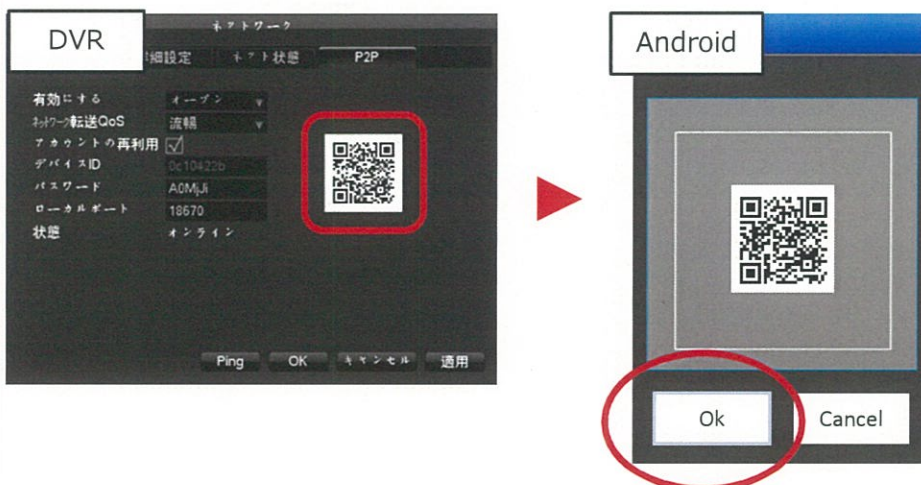 DVR
ネットワーク
詳細設定 ネット状態 P2P
有効にする オープン
ネットワーク転送QoS 流暢
アカウントの再利用
デバイスID 0c10422b
パスワード A0MjJi
ローカルポート 18670
状態 オンライン
Ping OK キャンセル 適用
Android
Ok Cancel